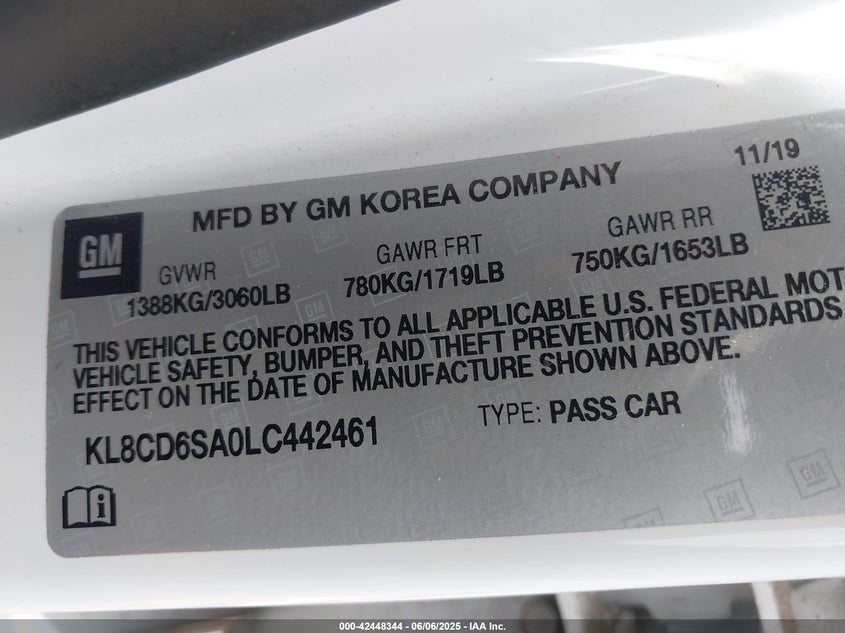 11/19
MFD BY GM KOREA COMPANY
GM
GVWR
1388KG/3060LB
GAWR FRT
780KG/1719LB
GAWR RR
750KG/1653LB
THIS VEHICLE CONFORMS TO ALL APPLICABLE U.S. FEDERAL MOT
VEHICLE SAFETY, BUMPER, AND THEFT PREVENTION STANDARDS
EFFECT ON THE DATE OF MANUFACTURE SHOWN ABOVE.
KL8CD6SA0LC442461
TYPE: PASS CAR
000-42448344 - 06/06/2025 - IAA Inc.